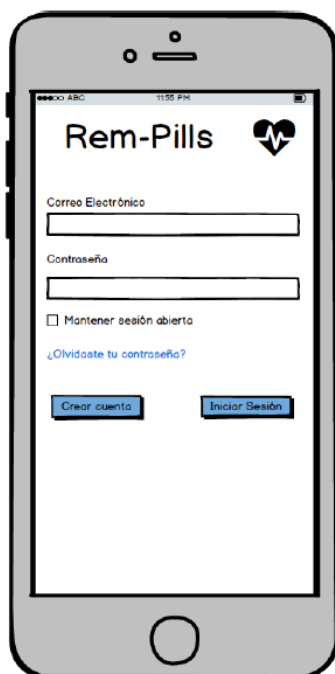 ABC 11:55 PM
Rem-Pills
Correo Electrónico
Contraseña
Mantener sesión abierta
¿Olvidaste tu contraseña?
Crear cuenta Iniciar Sesión